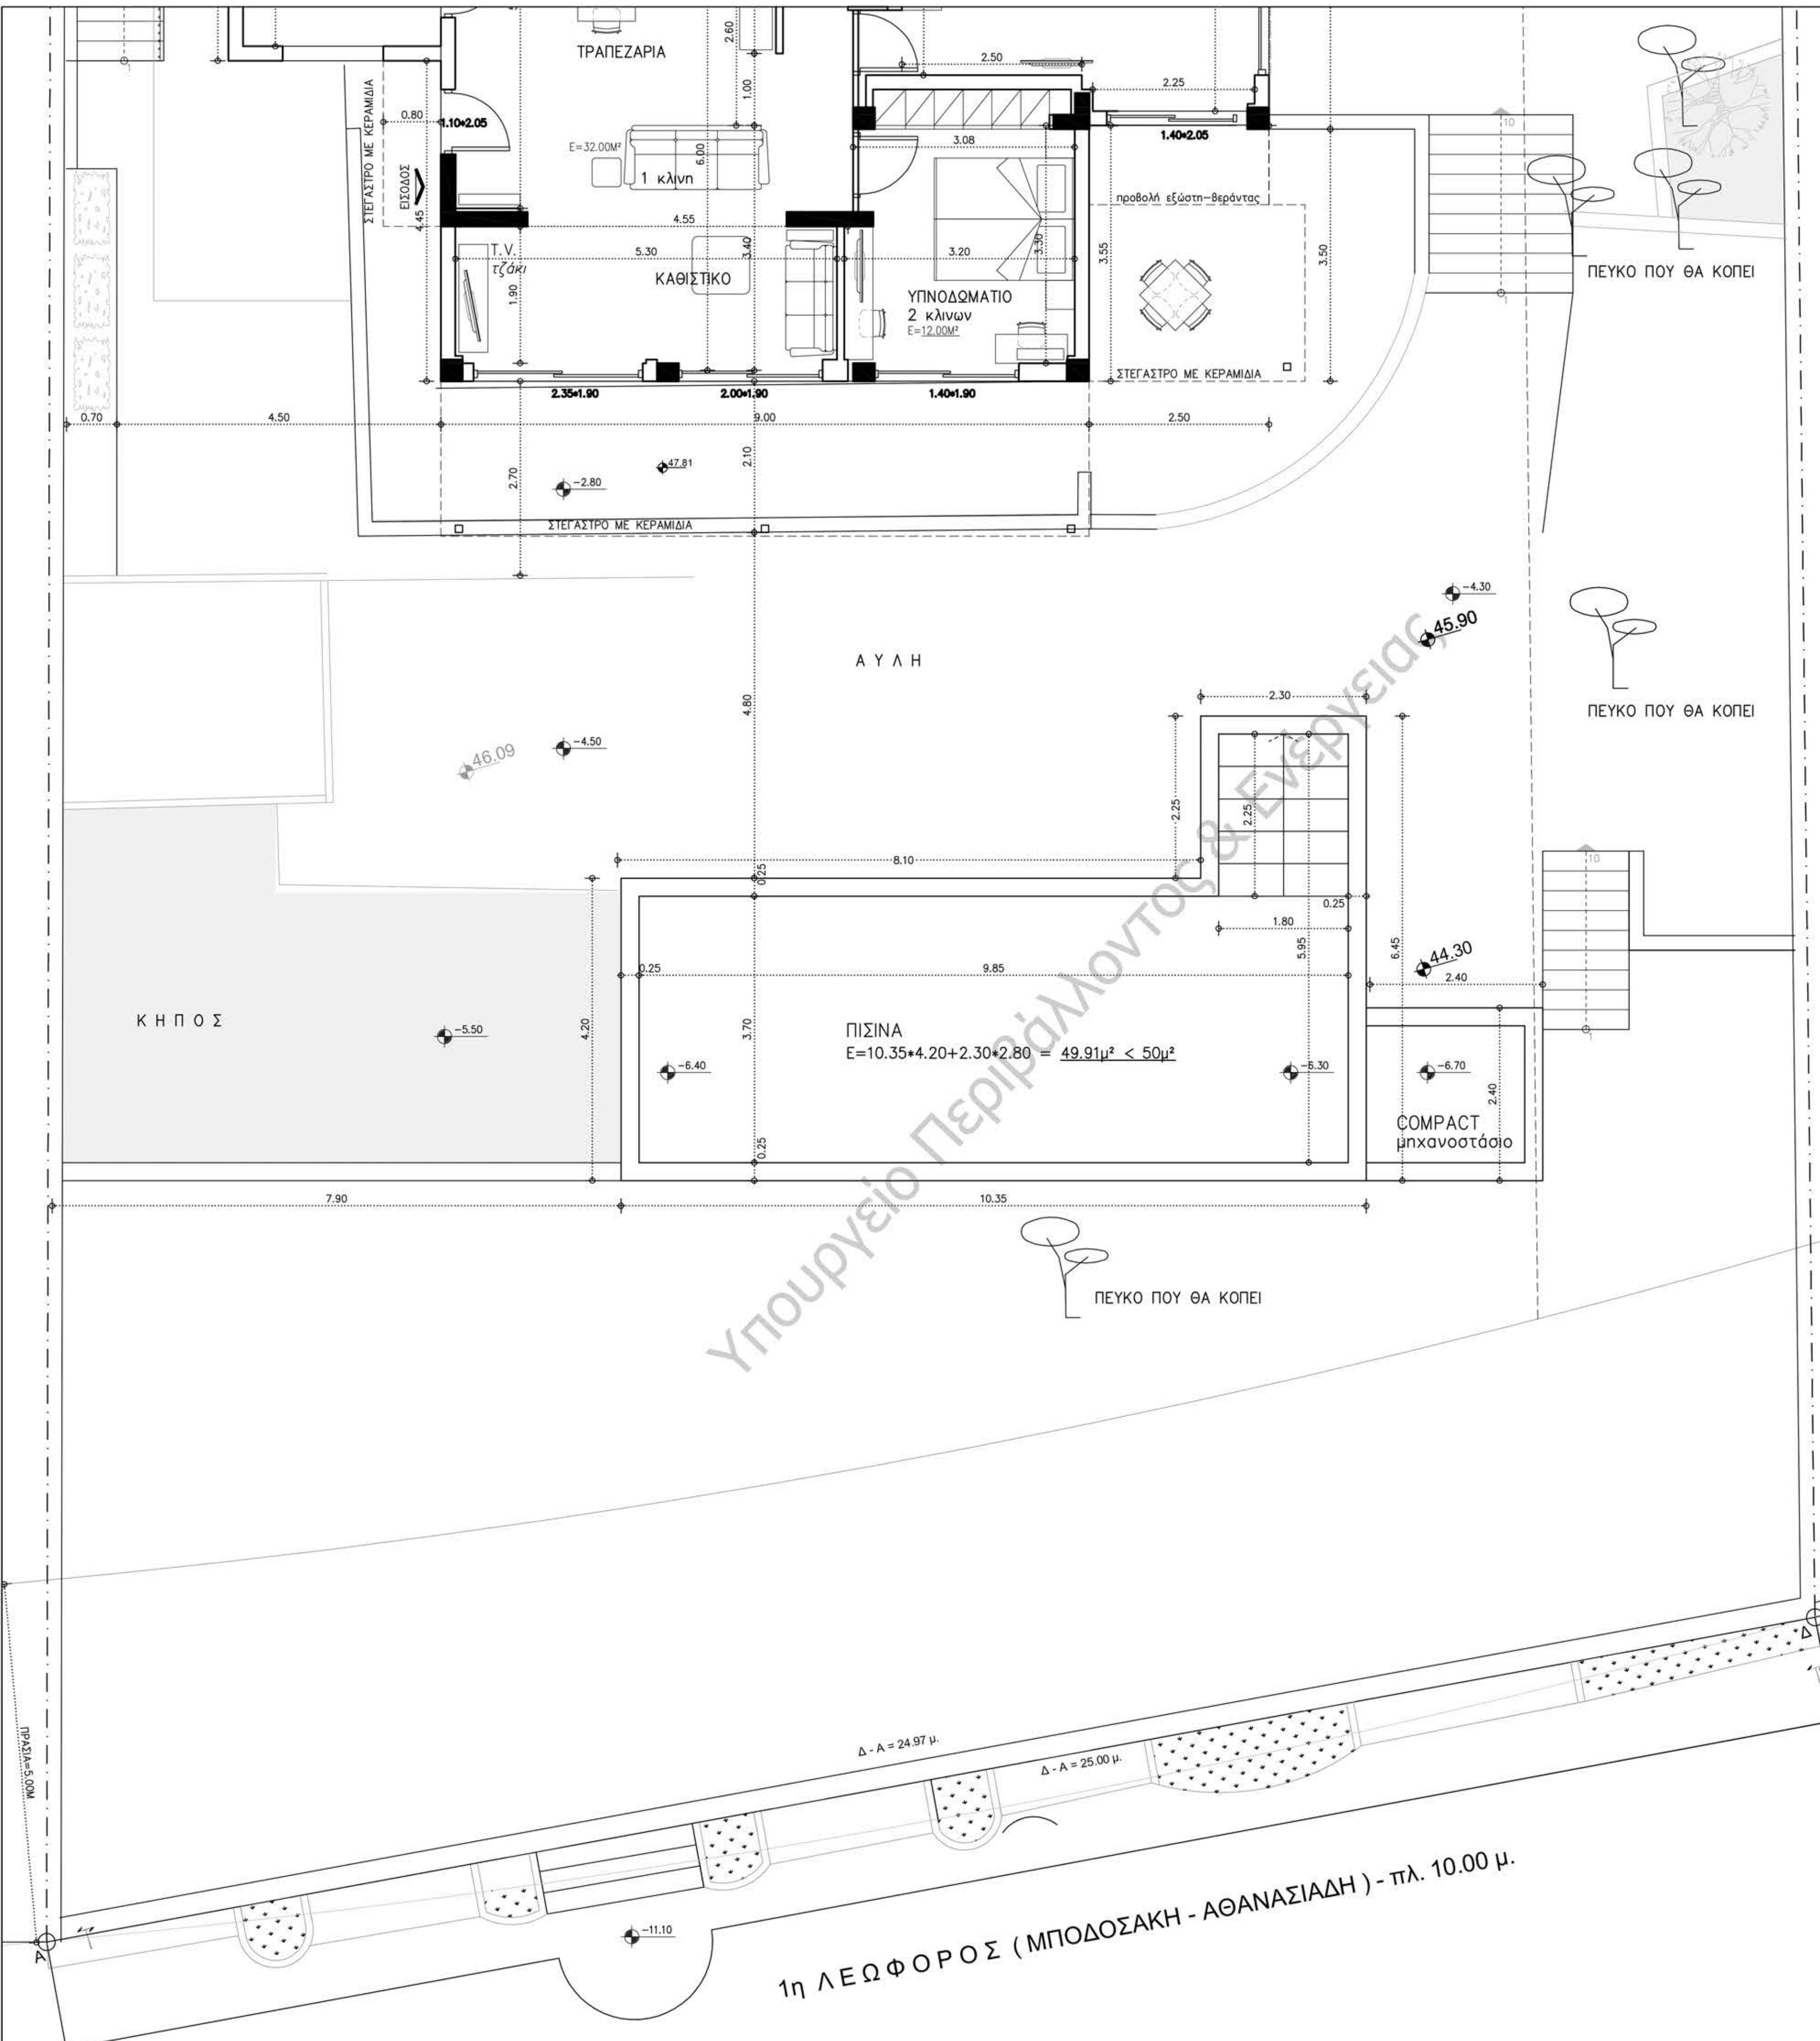 ΤΡΑΠΕΖΑΡΙΑ
2.60
2.50
2.25
1.00
0.80
1.10*2.05
ΣΤΕΓΑΣΤΡΟ ΜΕ ΚΕΡΑΜΙΔΙΑ
ΕΙΣΟΔΟΣ
4.45
E=32.00M²
6.00
1 κλινη
3.08
1.40*2.05
10
προβολή εξώστη-βεράντας
4.55
T.V.
τζάκι
5.30
3.40
ΚΑΘΙΣΤΙΚΟ
1.90
3.20
3.30
3.55
3.50
ΥΠΝΟΔΩΜΑΤΙΟ
2 κλινων
E=12.00M²
1
ΠΕΥΚΟ ΠΟΥ ΘΑ ΚΟΠΕΙ
ΣΤΕΓΑΣΤΡΟ ΜΕ ΚΕΡΑΜΙΔΙΑ
2.35*1.90
2.00*1.90
1.40*1.90
0.70
4.50
9.00
2.50
2.70
2.10
47.81
-2.80
ΣΤΕΓΑΣΤΡΟ ΜΕ ΚΕΡΑΜΙΔΙΑ
-4.30
45.90
ΑΥΛΗ
4.80
2.30
ΠΕΥΚΟ ΠΟΥ ΘΑ ΚΟΠΕΙ
46.09
-4.50
2.25
2.25
8.10
0.25
10
0.25
1.80
5.95
6.45
44.30
2.40
0.25
9.85
ΚΗΠΟΣ
-5.50
4.20
3.70
ΠΙΣΙΝΑ
E=10.35*4.20+2.30*2.80 = 49.91μ² < 50μ²
-6.40
-6.30
-6.70
2.40
1
COMPACT
μηχανοστάσιο
0.25
7.90
10.35
ΠΕΥΚΟ ΠΟΥ ΘΑ ΚΟΠΕΙ
Υπουργείο Περιβάλλοντος & Ενέργειας
ΠΡΑΣΙΑ=5.00Μ
Δ
Δ - Α = 24.97 μ.
Δ - Α = 25.00 μ.
Α
-11.10
1η ΛΕΩΦΟΡΟΣ ( ΜΠΟΔΟΣΑΚΗ - ΑΘΑΝΑΣΙΑΔΗ ) - πλ. 10.00 μ.